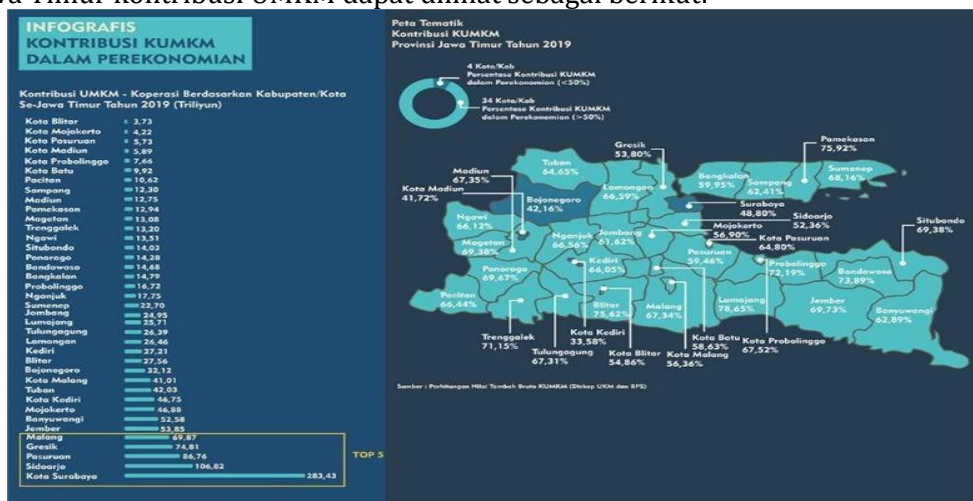 wa Timur kontribusi UMKM dapat dilihat sebagai berikut:
INFOGRAFIS
KONTRIBUSI KUMKM
DALAM PEREKONOMIAN
Kontribusi UMKM - Koperasi Berdasarkan Kabupaten/Kota
Se-Jawa Timur Tahun 2019 (Triliyun)
Kota Blitar 3,73
Kota Mojokerto 4,22
Kota Pasuruan 5,73
Kota Madiun 5,89
Kota Probolinggo 7,66
Kota Batu 9,92
Pacitan 10,62
Sampang 12,30
Madiun 12,75
Pamekasan 12,94
Magetan 13,08
Trenggalek 13,20
Ngawi 13,51
Situbondo 14,03
Ponorogo 14,28
Bondowoso 14,68
Bangkalan 14,79
Probolinggo 16,72
Nganjuk 17,75
Sumenep 22,70
Jombang 24,95
Lumajang 25,71
Tulungagung 26,39
Lamongan 26,46
Kediri 27,21
Blitar 27,56
Bojonegoro 32,12
Kota Malang 41,01
Tuban 42,03
Kota Kediri 46,75
Mojokerto 46,88
Banyuwangi 52,58
Jember 53,85
Malang 69,87
Gresik 74,81
Pasuruan 86,76
Sidoarjo 106,82
Kota Surabaya 283,43
TOP 5
Peta Tematik
Kontribusi KUMKM
Provinsi Jawa Timur Tahun 2019
4 Kota/Kab
Persentase Kontribusi KUMKM
dalam Perekonomian (<50%)
34 Kota/Kab
Persentase Kontribusi KUMKM
dalam Perekonomian (>50%)
Pamekasan
75,92%
Gresik
53,80%
Tuban
64,65%
Madiun
67,35%
Kota Madiun
41,72%
Bojonegoro
42,16%
Lamongan
66,59%
Bangkalan
59,95%
Sampang
62,41%
Sumenep
68,16%
Surabaya
48,80%
Sidoarjo
52,36%
Situbondo
69,38%
Ngawi
66,12%
Magetan
69,38%
Nganjuk
66,56%
Jombang
61,62%
Mojokerto
56,90%
Kota Pasuruan
64,80%
Pasuruan
59,46%
Probolinggo
72,19%
Bondowoso
73,89%
Ponorogo
69,67%
Kediri
66,05%
Pacitan
66,44%
Blitar
75,62%
Malang
67,34%
Lumajang
78,65%
Jember
69,73%
Banyuwangi
62,89%
Trenggalek
71,15%
Tulungagung
67,31%
Kota Kediri
33,58%
Kota Blitar
54,86%
Kota Malang
56,36%
Kota Batu
58,63%
Kota Probolinggo
67,52%
Sumber : Perhitungan Nilai Tambah Bruto KUMKM (Diskop UKM dan BPS)